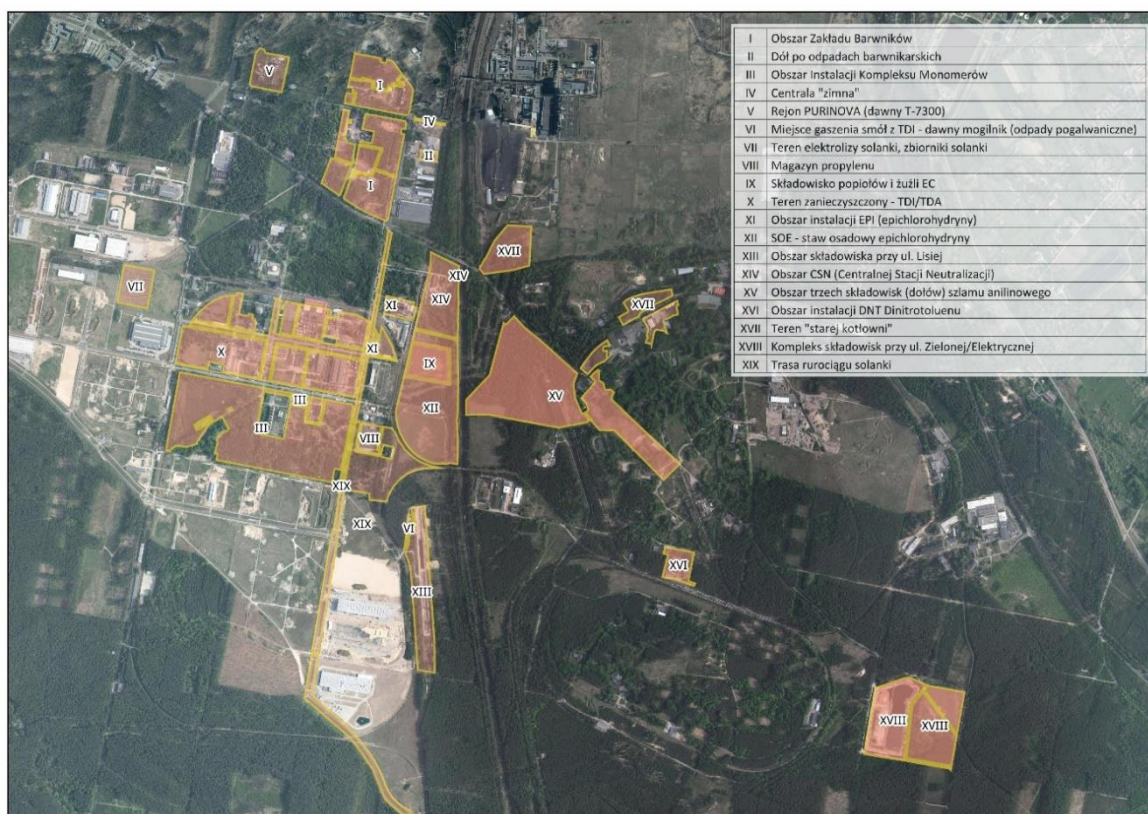 I Obszar Zakładu Barwników
II Dół po odpadach barwnikarskich
III Obszar Instalacji Kompleksu Monomerów
IV Centrala "zimna"
V Rejon PURINOVA (dawny T-7300)
VI Miejsce gaszenia smół z TDI - dawny mogilnik (odpady pogalwaniczne)
VII Teren elektrolizy solanki, zbiorniki solanki
VIII Magazyn propylenu
IX Składowisko popiołów i żużli EC
X Teren zanieczyszczony - TDI/TDA
XI Obszar instalacji EPI (epichlorohydryny)
XII SOE - staw osadowy epichlorohydryny
XIII Obszar składowiska przy ul. Lisiej
XIV Obszar CSN (Centralnej Stacji Neutralizacji)
XV Obszar trzech składowisk (dołów) szlamu anilinowego
XVI Obszar instalacji DNT Dinitrotoluenu
XVII Teren "starej kotłowni"
XVIII Kompleks składowisk przy ul. Zielonej/Elektrycznej
XIX Trasa rurociągu solanki
V
I
IV
II
I
XVII
XIV
VII
XIV
XI
XVII
XI
X
IX
III
XV
XII
III
VIII
XIX
XIX
VI
XVI
XIII
XVIII
XVIII